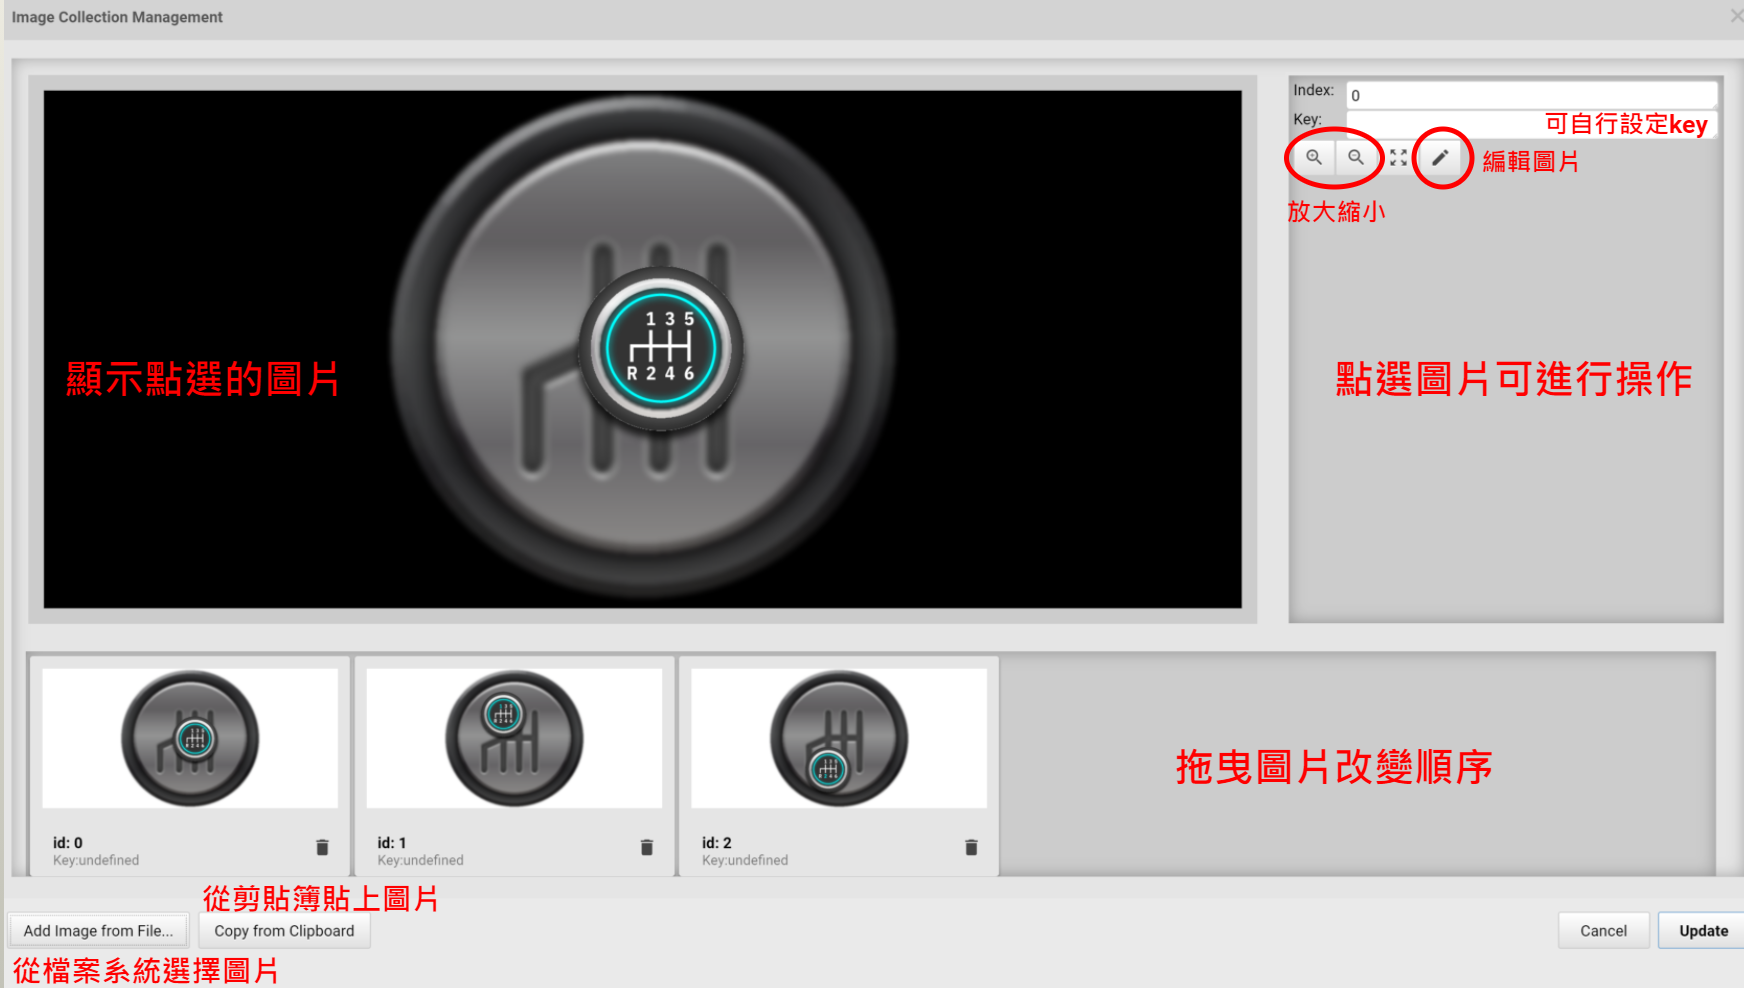 Image Collection Management
Index:
0
Key:
可自行設定key
編輯圖片
放大縮小
1 3 5
R 2 4 6
顯示點選的圖片
點選圖片可進行操作
拖曳圖片改變順序
id: 0
Key:undefined
id: 1
Key:undefined
id: 2
Key:undefined
從剪貼簿貼上圖片
Add Image from File...
Copy from Clipboard
Cancel
Update
從檔案系統選擇圖片